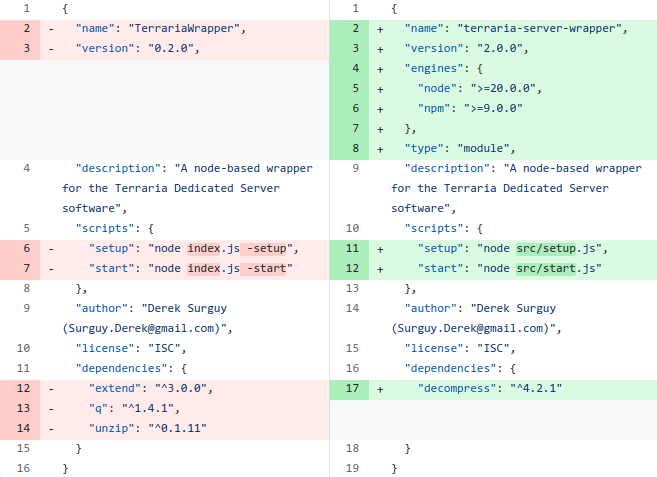 1 {
2 - "name": "TerrariaWrapper",
3 - "version": "0.2.0",
4 "description": "A node-based wrapper
for the Terraria Dedicated Server
software",
5 "scripts": {
6 - "setup": "node index.js -setup",
7 - "start": "node index.js -start"
8 },
9 "author": "Derek Surguy
(Surguy.Derek@gmail.com)",
10 "license": "ISC",
11 "dependencies": {
12 - "extend": "^3.0.0",
13 - "q": "^1.4.1",
14 - "unzip": "^0.1.11"
15 }
16 }
1 {
2 + "name": "terraria-server-wrapper",
3 + "version": "2.0.0",
4 + "engines": {
5 + "node": ">=20.0.0",
6 + "npm": ">=9.0.0"
7 + },
8 + "type": "module",
9 "description": "A node-based wrapper
for the Terraria Dedicated Server
software",
10 "scripts": {
11 + "setup": "node src/setup.js",
12 + "start": "node src/start.js"
13 },
14 "author": "Derek Surguy
(Surguy.Derek@gmail.com)",
15 "license": "ISC",
16 "dependencies": {
17 + "decompress": "^4.2.1"
18 }
19 }